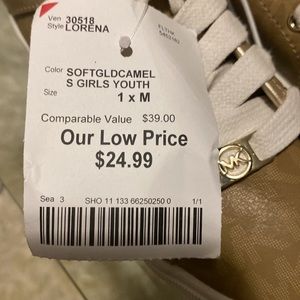 Ven 30518
Style LORENA
Color SOFTGLDCAMEL
S GIRLS YOUTH
Size 1 x M
Comparable Value $39.00
Our Low Price
$24.99
Sea 3 SHO 11 133 66250250 0 1/1
MK